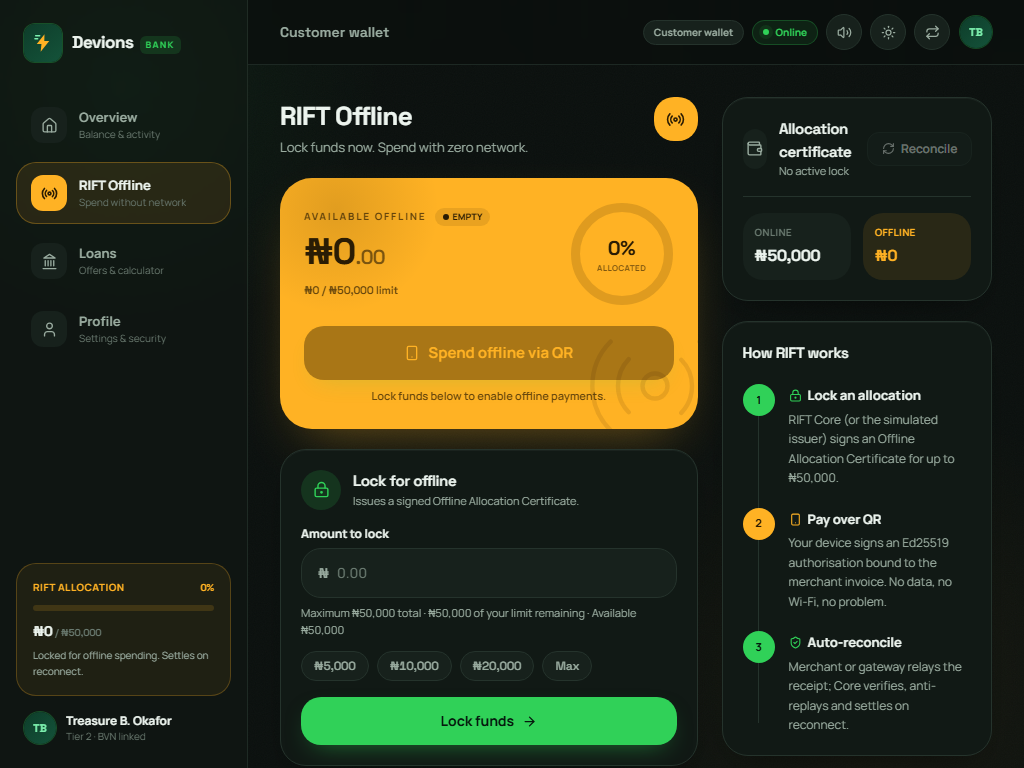 Devions BANK
Overview
Balance & activity
RIFT Offline
Spend without network
Loans
Offers & calculator
Profile
Settings & security
RIFT ALLOCATION 0%
₦0 / ₦50,000
Locked for offline spending. Settles on
reconnect.
TB
Treasure B. Okafor
Tier 2 · BVN linked
Customer wallet
Customer wallet
Online
TB
RIFT Offline
Lock funds now. Spend with zero network.
AVAILABLE OFFLINE
EMPTY
₦0.00
₦0 / ₦50,000 limit
0%
ALLOCATED
Spend offline via QR
Lock funds below to enable offline payments.
Lock for offline
Issues a signed Offline Allocation Certificate.
Amount to lock
₦ 0.00
Maximum ₦50,000 total · ₦50,000 of your limit remaining · Available
₦50,000
₦5,000
₦10,000
₦20,000
Max
Lock funds
Allocation
certificate
No active lock
Reconcile
ONLINE
₦50,000
OFFLINE
₦0
How RIFT works
1
Lock an allocation
RIFT Core (or the simulated
issuer) signs an Offline
Allocation Certificate for up to
₦50,000.
2
Pay over QR
Your device signs an Ed25519
authorisation bound to the
merchant invoice. No data, no
Wi-Fi, no problem.
3
Auto-reconcile
Merchant or gateway relays the
receipt; Core verifies, anti-
replays and settles on
reconnect.